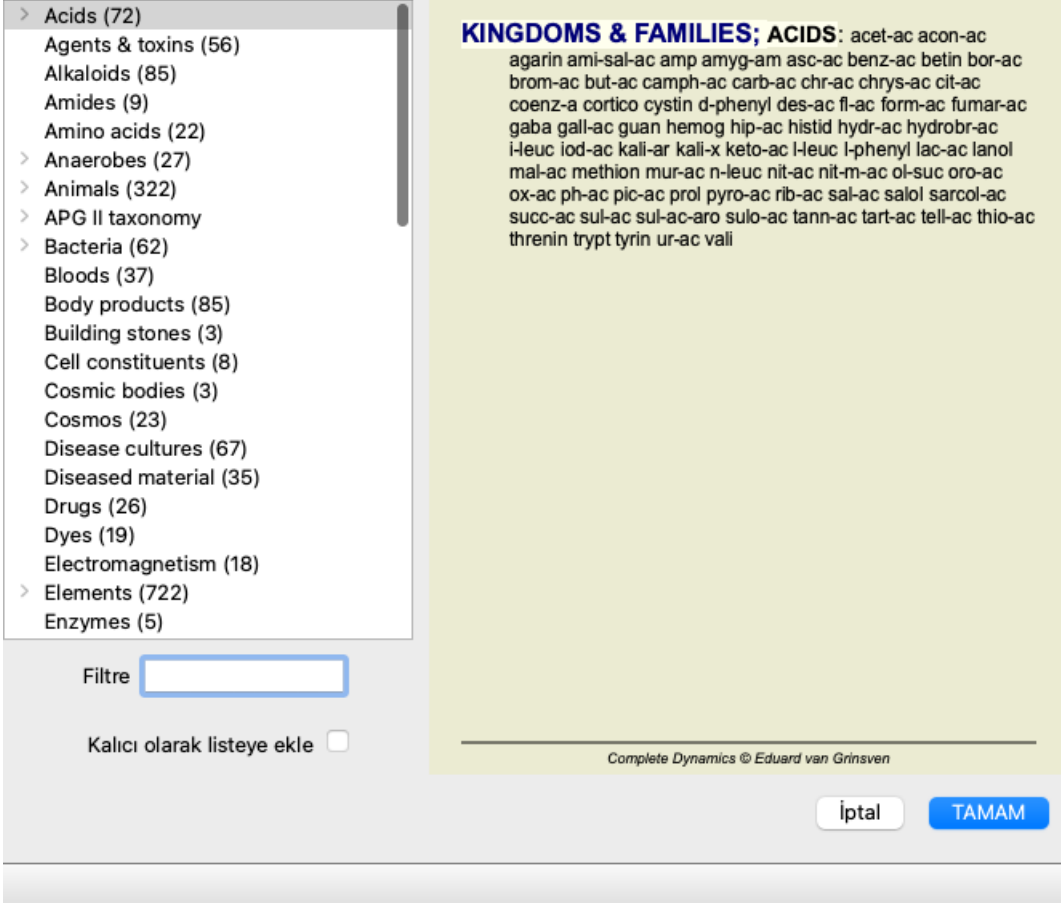 Acids (72)
Agents & toxins (56)
Alkaloids (85)
Amides (9)
Amino acids (22)
Anaerobes (27)
Animals (322)
APG II taxonomy
Bacteria (62)
Bloods (37)
Body products (85)
Building stones (3)
Cell constituents (8)
Cosmic bodies (3)
Cosmos (23)
Disease cultures (67)
Diseased material (35)
Drugs (26)
Dyes (19)
Electromagnetism (18)
Elements (722)
Enzymes (5)
Filtre
Kalıcı olarak listeye ekle
KINGDOMS & FAMILIES; ACIDS: acet-ac acon-ac
agarin ami-sal-ac amp amyg-am asc-ac benz-ac betin bor-ac
brom-ac but-ac camph-ac carb-ac chr-ac chrys-ac cit-ac
coenz-a cortico cystin d-phenyl des-ac fl-ac form-ac fumar-ac
gaba gall-ac guan hemog hip-ac histid hydr-ac hydrobr-ac
i-leuc iod-ac kali-ar kali-x keto-ac l-leuc l-phenyl lac-ac lanol
mal-ac methion mur-ac n-leuc nit-ac nit-m-ac ol-suc oro-ac
ox-ac ph-ac pic-ac prol pyro-ac rib-ac sal-ac salol sarcol-ac
succ-ac sul-ac sul-ac-aro sulo-ac tann-ac tart-ac tell-ac thio-ac
threnin trypt tyrin ur-ac vali
Complete Dynamics © Eduard van Grinsven
İptal
TAMAM